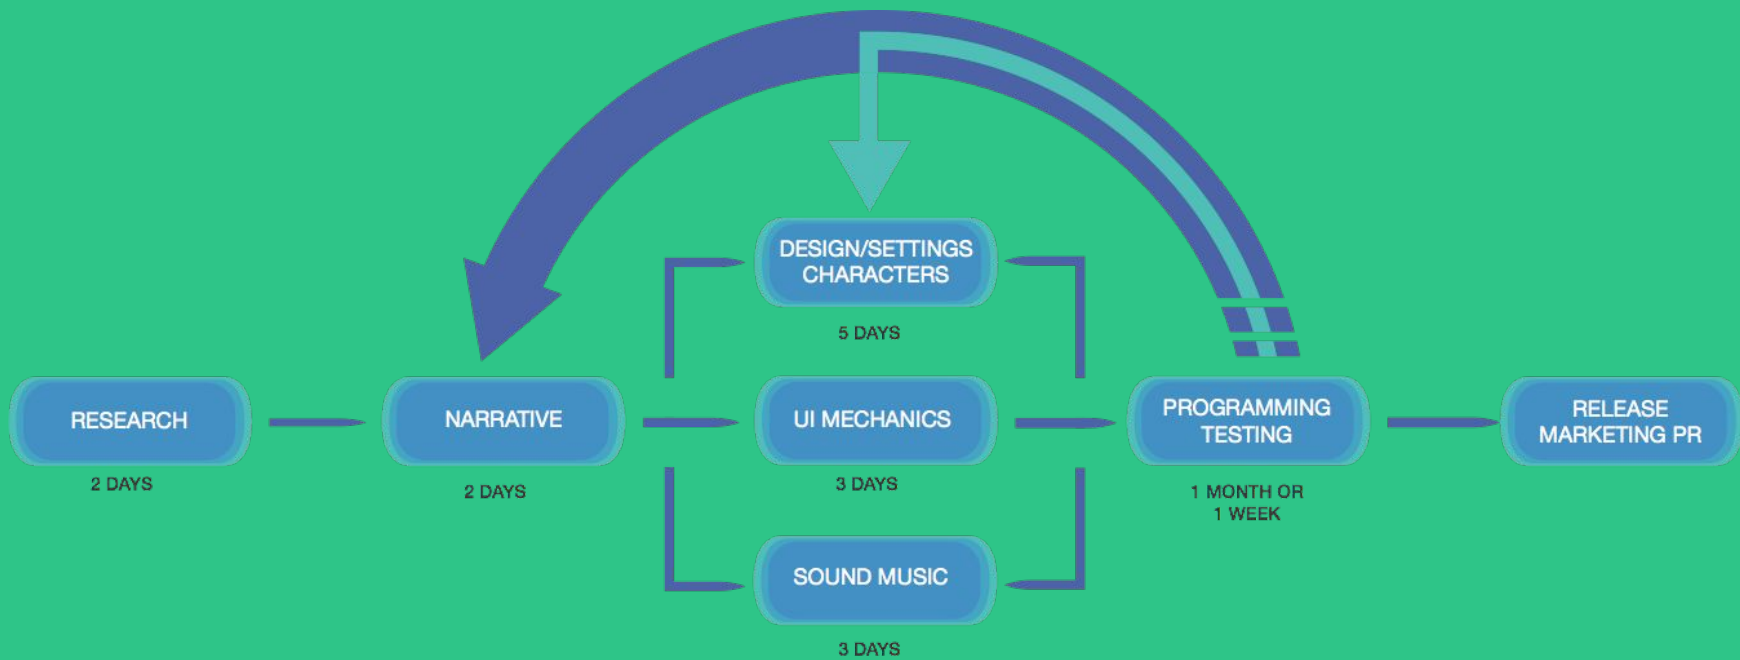 DESIGN/SETTINGS
CHARACTERS
5 DAYS
RESEARCH
2 DAYS
NARRATIVE
2 DAYS
UI MECHANICS
3 DAYS
PROGRAMMING
TESTING
1 MONTH OR
1 WEEK
RELEASE
MARKETING PR
SOUND MUSIC
3 DAYS